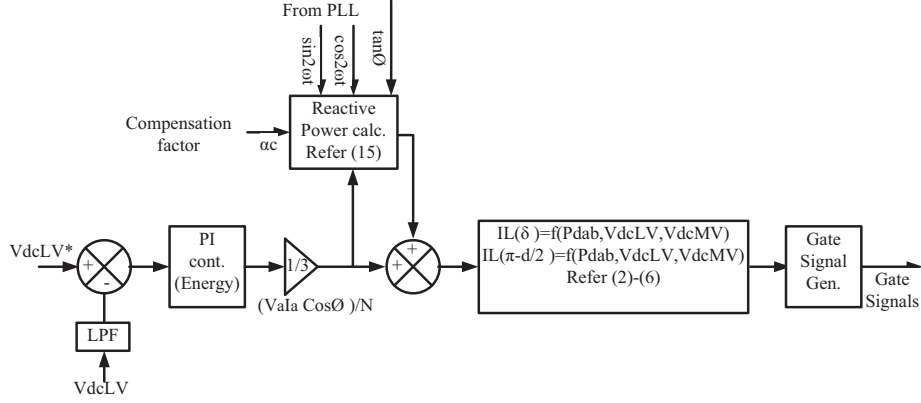 From PLL
sin2ωt
cos2ωt
tanØ
Reactive
Power calc.
Refer (15)
Compensation
factor
αc
VdcLV*
+
-
LPF
VdcLV
PI
cont.
(Energy)
1/3
(VaIa CosØ )/N
+
+
IL(δ )=f(Pdab,VdcLV,VdcMV)
IL(π-d/2 )=f(Pdab,VdcLV,VdcMV)
Refer (2)-(6)
Gate
Signal
Gen.
Gate
Signals